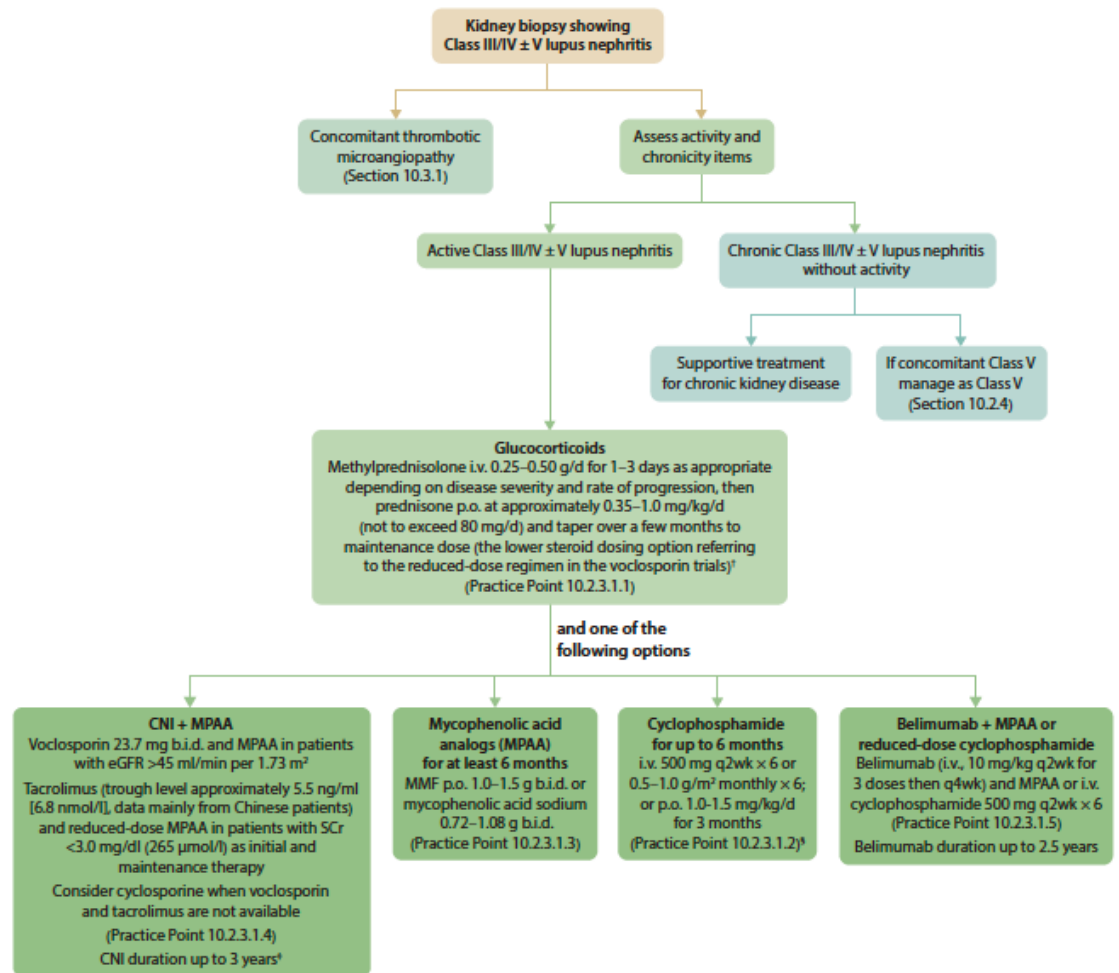 Kidney biopsy showing
Class III/IV ± V lupus nephritis
Concomitant thrombotic
microangiopathy
(Section 10.3.1)
Assess activity and
chronicity items
Active Class III/IV ± V lupus nephritis
Chronic Class III/IV ± V lupus nephritis
without activity
Supportive treatment
for chronic kidney disease
If concomitant Class V
manage as Class V
(Section 10.2.4)
Glucocorticoids
Methylprednisolone i.v. 0.25–0.50 g/d for 1–3 days as appropriate
depending on disease severity and rate of progression, then
prednisone p.o. at approximately 0.35–1.0 mg/kg/d
(not to exceed 80 mg/d) and taper over a few months to
maintenance dose (the lower steroid dosing option referring
to the reduced-dose regimen in the voclosporin trials)†
(Practice Point 10.2.3.1.1)
and one of the
following options
CNI + MPAA
Voclosporin 23.7 mg b.i.d. and MPAA in patients
with eGFR >45 ml/min per 1.73 m²
Tacrolimus (trough level approximately 5.5 ng/ml
[6.8 nmol/l], data mainly from Chinese patients)
and reduced-dose MPAA in patients with SCr
<3.0 mg/dl (265 μmol/l) as initial and
maintenance therapy
Consider cyclosporine when voclosporin
and tacrolimus are not available
(Practice Point 10.2.3.1.4)
CNI duration up to 3 years‡
Mycophenolic acid
analogs (MPAA)
for at least 6 months
MMF p.o. 1.0–1.5 g b.i.d. or
mycophenolic acid sodium
0.72–1.08 g b.i.d.
(Practice Point 10.2.3.1.3)
Cyclophosphamide
for up to 6 months
i.v. 500 mg q2wk × 6 or
0.5–1.0 g/m² monthly × 6;
or p.o. 1.0-1.5 mg/kg/d
for 3 months
(Practice Point 10.2.3.1.2)§
Belimumab + MPAA or
reduced-dose cyclophosphamide
Belimumab (i.v., 10 mg/kg q2wk for
3 doses then q4wk) and MPAA or i.v.
cyclophosphamide 500 mg q2wk × 6
(Practice Point 10.2.3.1.5)
Belimumab duration up to 2.5 years